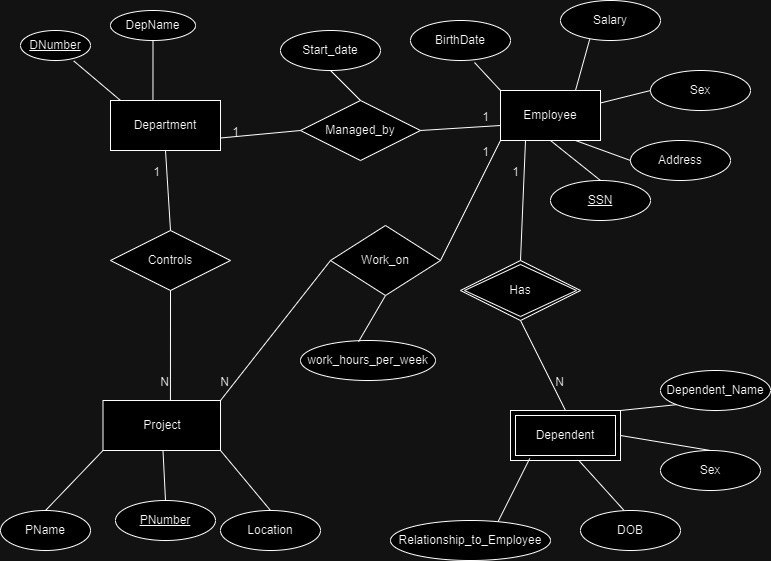 DepName
Salary
DNumber
BirthDate
Start_date
Sex
Department
Employee
1
Managed_by
1
1
Address
1
1
SSN
Controls
Work_on
Has
work_hours_per_week
N
N
N
Dependent_Name
Project
Dependent
Sex
PName
PNumber
Location
Relationship_to_Employee
DOB